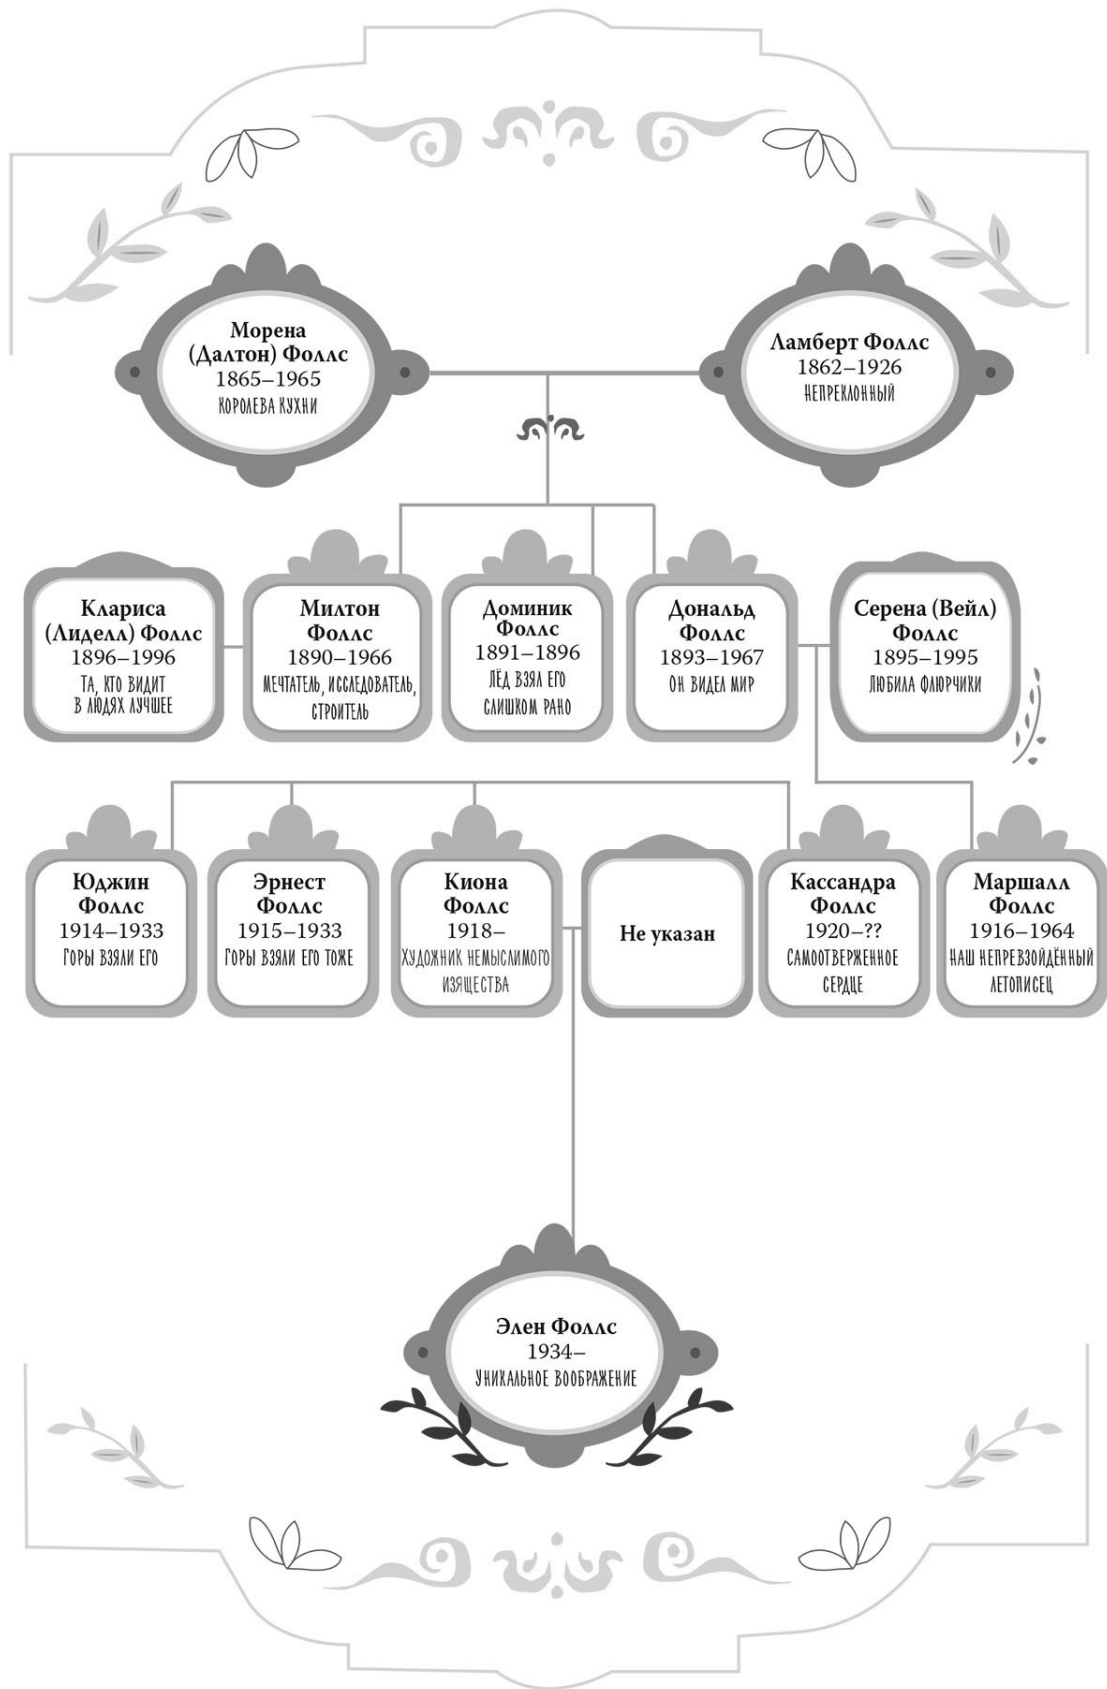 Морена
(Далтон) Фоллс
1865–1965
КОРОЛЕВА КУХНИ
Ламберт Фоллс
1862–1926
НЕПРЕКЛОННЫЙ
Клариса
(Лиделл) Фоллс
1896–1996
ТА, КТО ВИДИТ
В ЛЮДЯХ ЛУЧШЕЕ
Милтон
Фоллс
1890–1966
МЕЧТАТЕЛЬ, ИССЛЕДОВАТЕЛЬ,
СТРОИТЕЛЬ
Доминик
Фоллс
1891–1896
ЛЁД ВЗЯЛ ЕГО
СЛИШКОМ РАНО
Дональд
Фоллс
1893–1967
ОН ВИДЕЛ МИР
Серена (Вейл)
Фоллс
1895–1995
ЛЮБИЛА ФЛЮРЧИКИ
Юджин
Фоллс
1914–1933
ГОРЫ ВЗЯЛИ ЕГО
Эрнест
Фоллс
1915–1933
ГОРЫ ВЗЯЛИ ЕГО ТОЖЕ
Киона
Фоллс
1918–
ХУДОЖНИК НЕМЫСЛИМОГО
ИЗЯЩЕСТВА
Не указан
Кассандра
Фоллс
1920–??
САМООТВЕРЖЕННОЕ
СЕРДЦЕ
Маршалл
Фоллс
1916–1964
НАШ НЕПРЕВЗОЙДЁННЫЙ
ЛЕТОПИСЕЦ
Элен Фоллс
1934–
УНИКАЛЬНОЕ ВООБРАЖЕНИЕ